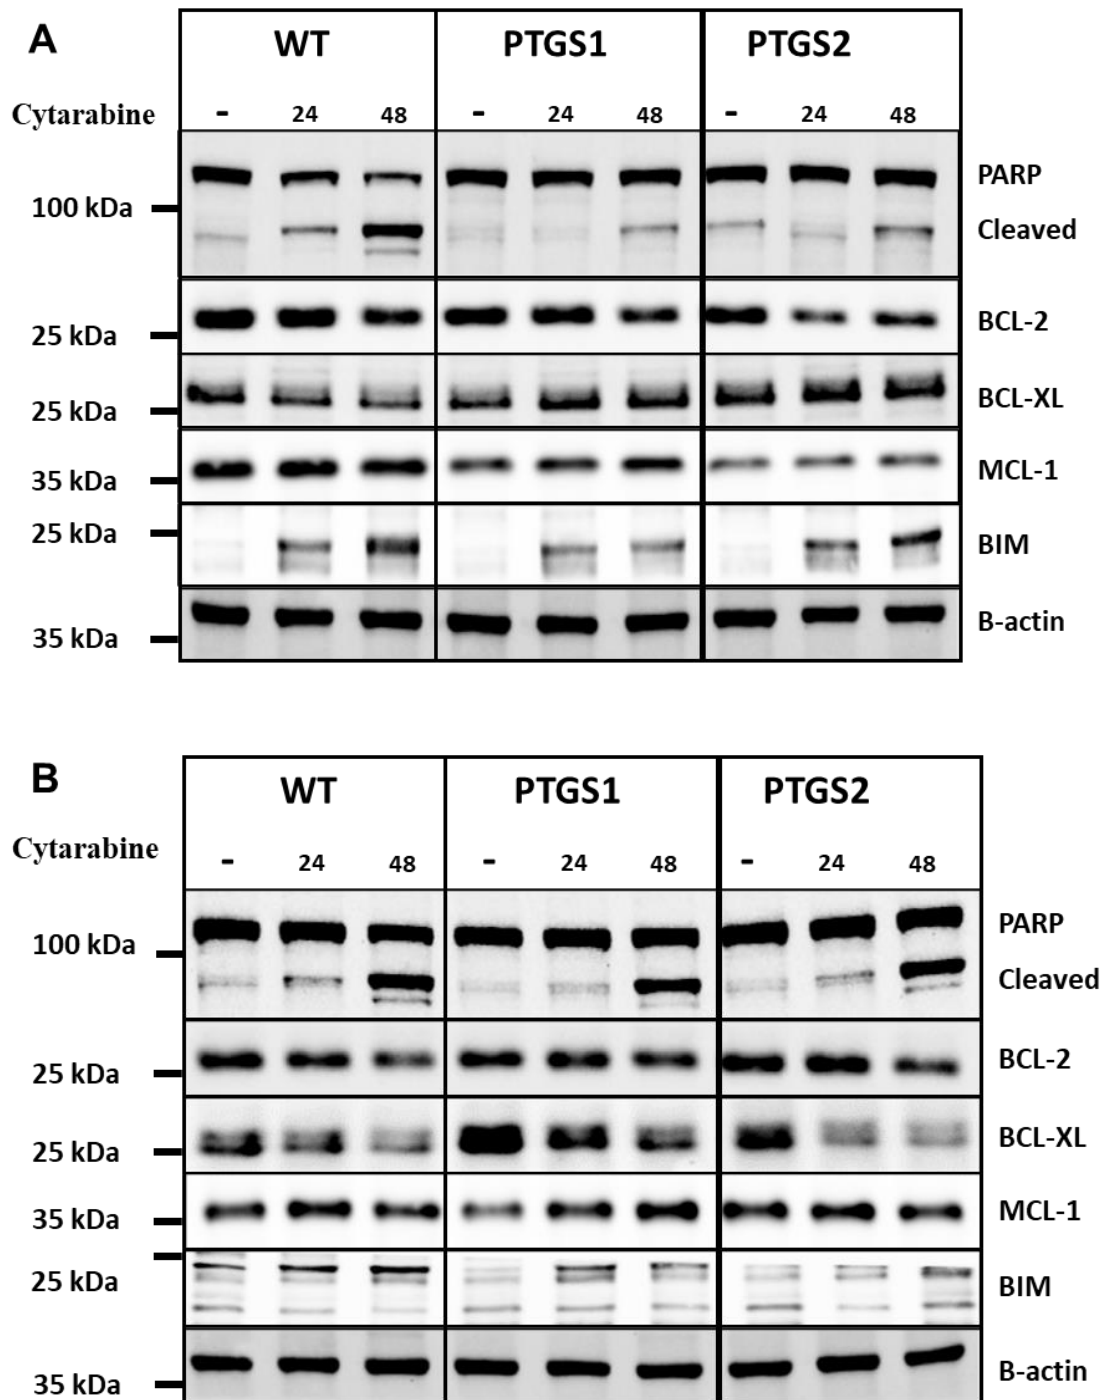 A
WT PTGS1 PTGS2
Cytarabine - 24 48 - 24 48 - 24 48
PARP
100 kDa
Cleaved
BCL-2
25 kDa
BCL-XL
25 kDa
MCL-1
35 kDa
25 kDa
BIM
B-actin
35 kDa
B
WT PTGS1 PTGS2
Cytarabine - 24 48 - 24 48 - 24 48
PARP
100 kDa
Cleaved
BCL-2
25 kDa
BCL-XL
25 kDa
MCL-1
35 kDa
25 kDa
BIM
B-actin
35 kDa